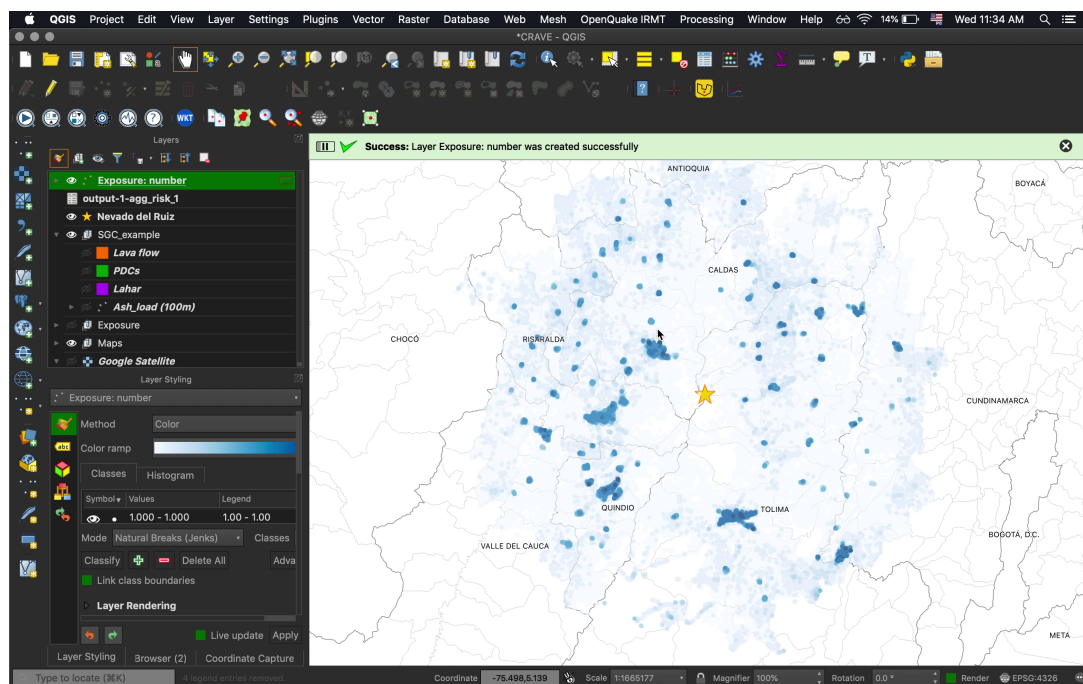 QGIS Project Edit View Layer Settings Plugins Vector Raster Database Web Mesh OpenQuake IRMT Processing Window Help 14% Wed 11:34 AM
*CRAVE - QGIS
WKT
Layers
Success: Layer Exposure: number was created successfully
Exposure: number
output-1-agg_risk_1
Nevado del Ruiz
SGC_example
Lava flow
PDCs
Lahar
Ash_load (100m)
Exposure
Maps
Google Satellite
ANTIOQUIA
BOYACÁ
CALDAS
CHOCÓ
RISARALDA
CUNDINAMARCA
QUINDIO
TOLIMA
VALLE DEL CAUCA
BOGOTÁ, D.C.
META
Layer Styling
Exposure: number
Method Color
abc
Color ramp
Classes Histogram
Symbol Values Legend
1.000 - 1.000 1.00 - 1.00
Mode Natural Breaks (Jenks) Classes
Classify Delete All Adva
Link class boundaries
Layer Rendering
Live update Apply
Layer Styling Browser (2) Coordinate Capture
Type to locate (⌘K) 4 legend entries removed. Coordinate -75.498,5.139 Scale 1:1665177 Magnifier 100% Rotation 0.0 ° Render EPSG:4326